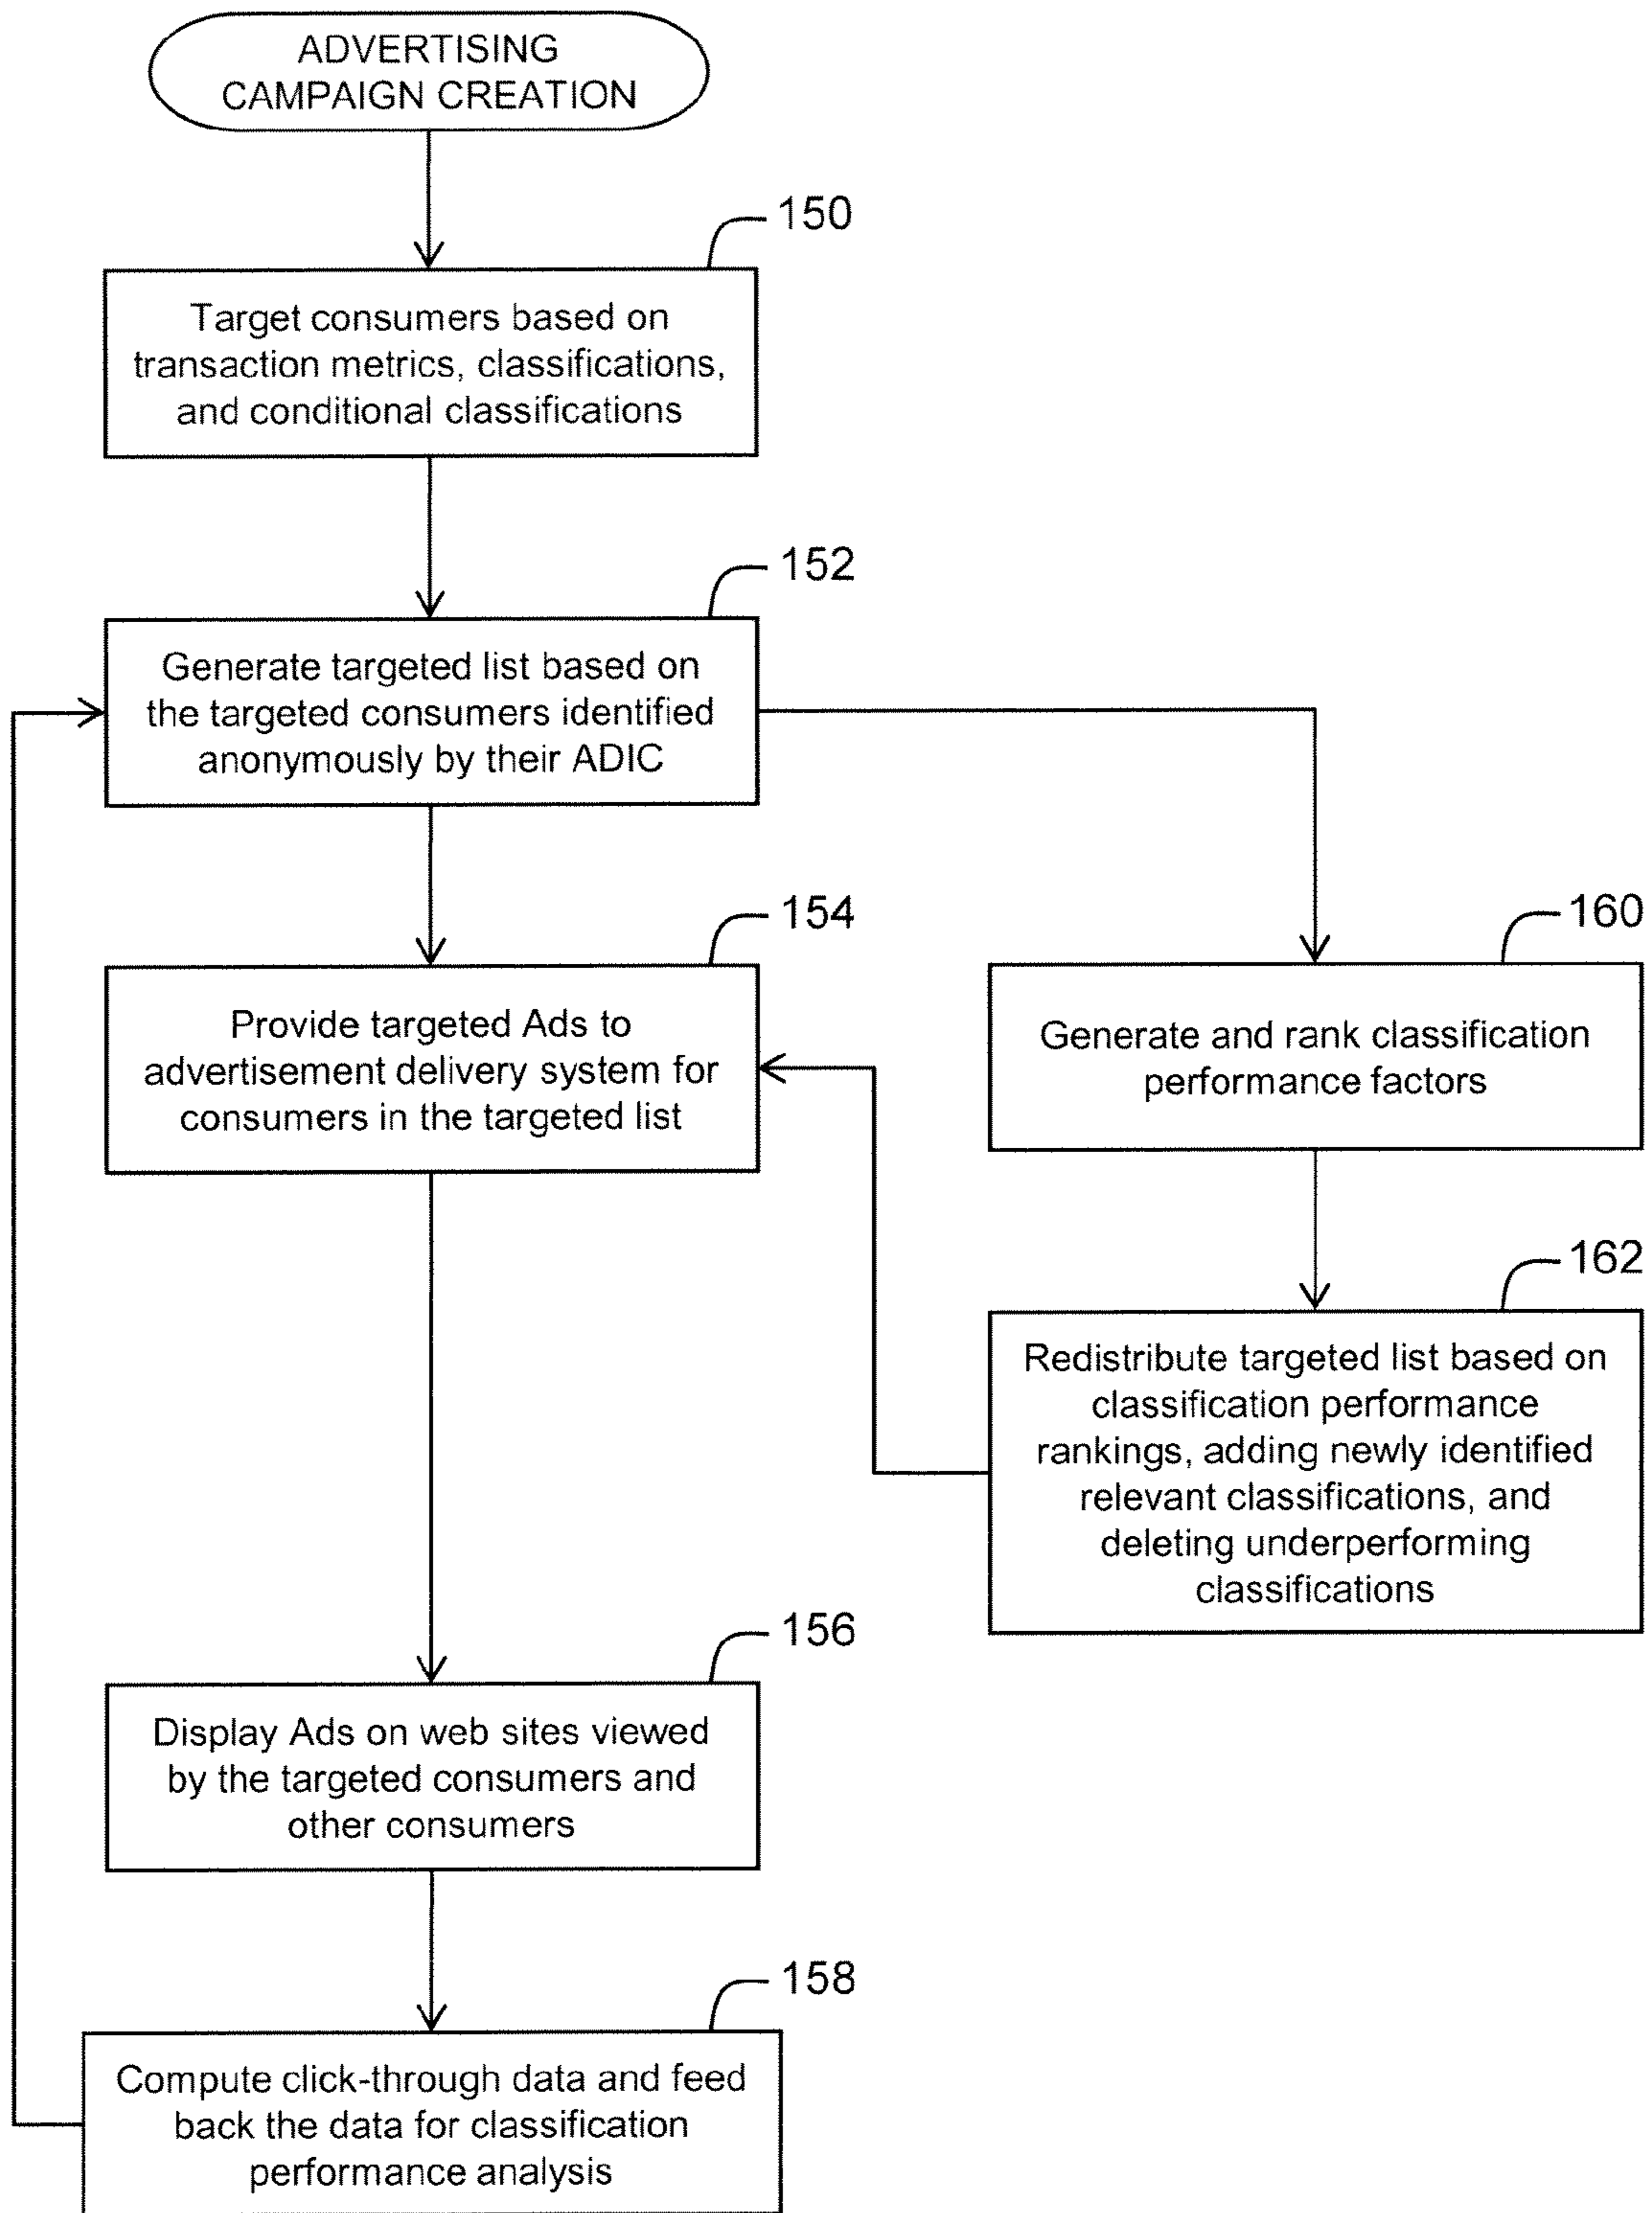 ADVERTISING
CAMPAIGN CREATION
150
Target consumers based on
transaction metrics, classifications,
and conditional classifications
152
Generate targeted list based on
the targeted consumers identified
anonymously by their ADIC
154
Provide targeted Ads to
advertisement delivery system for
consumers in the targeted list
160
Generate and rank classification
performance factors
162
Redistribute targeted list based on
classification performance
rankings, adding newly identified
relevant classifications, and
deleting underperforming
classifications
156
Display Ads on web sites viewed
by the targeted consumers and
other consumers
158
Compute click-through data and feed
back the data for classification
performance analysis